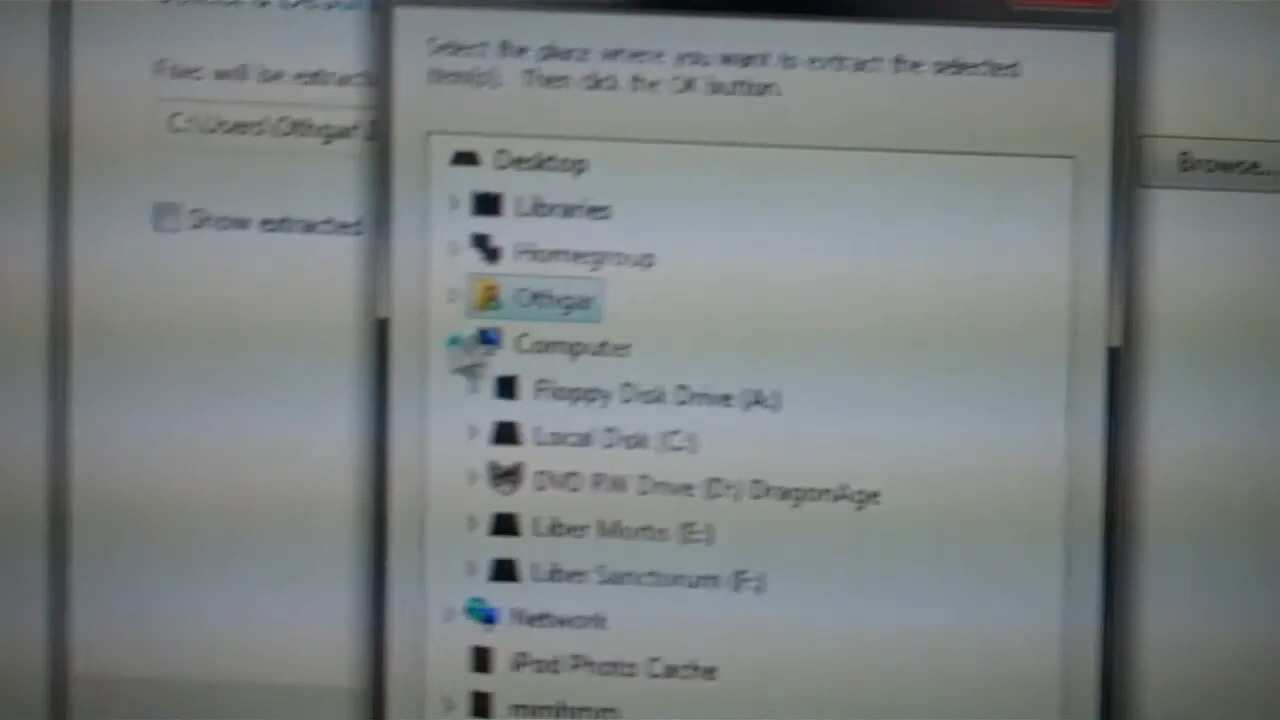 Files will be extract
C:\Users\Othgar
Show extracted
Select the place where you want to extract the selected
item(s). Then click the OK button.
Desktop
Libraries
Homegroup
Othgar
Computer
Floppy Disk Drive (A:)
Local Disk (C:)
DVD RW Drive (D:) DragonAge
Liber Mortis (E:)
Liber Sanctorum (F:)
Network
iPod Photo Cache
Browse...